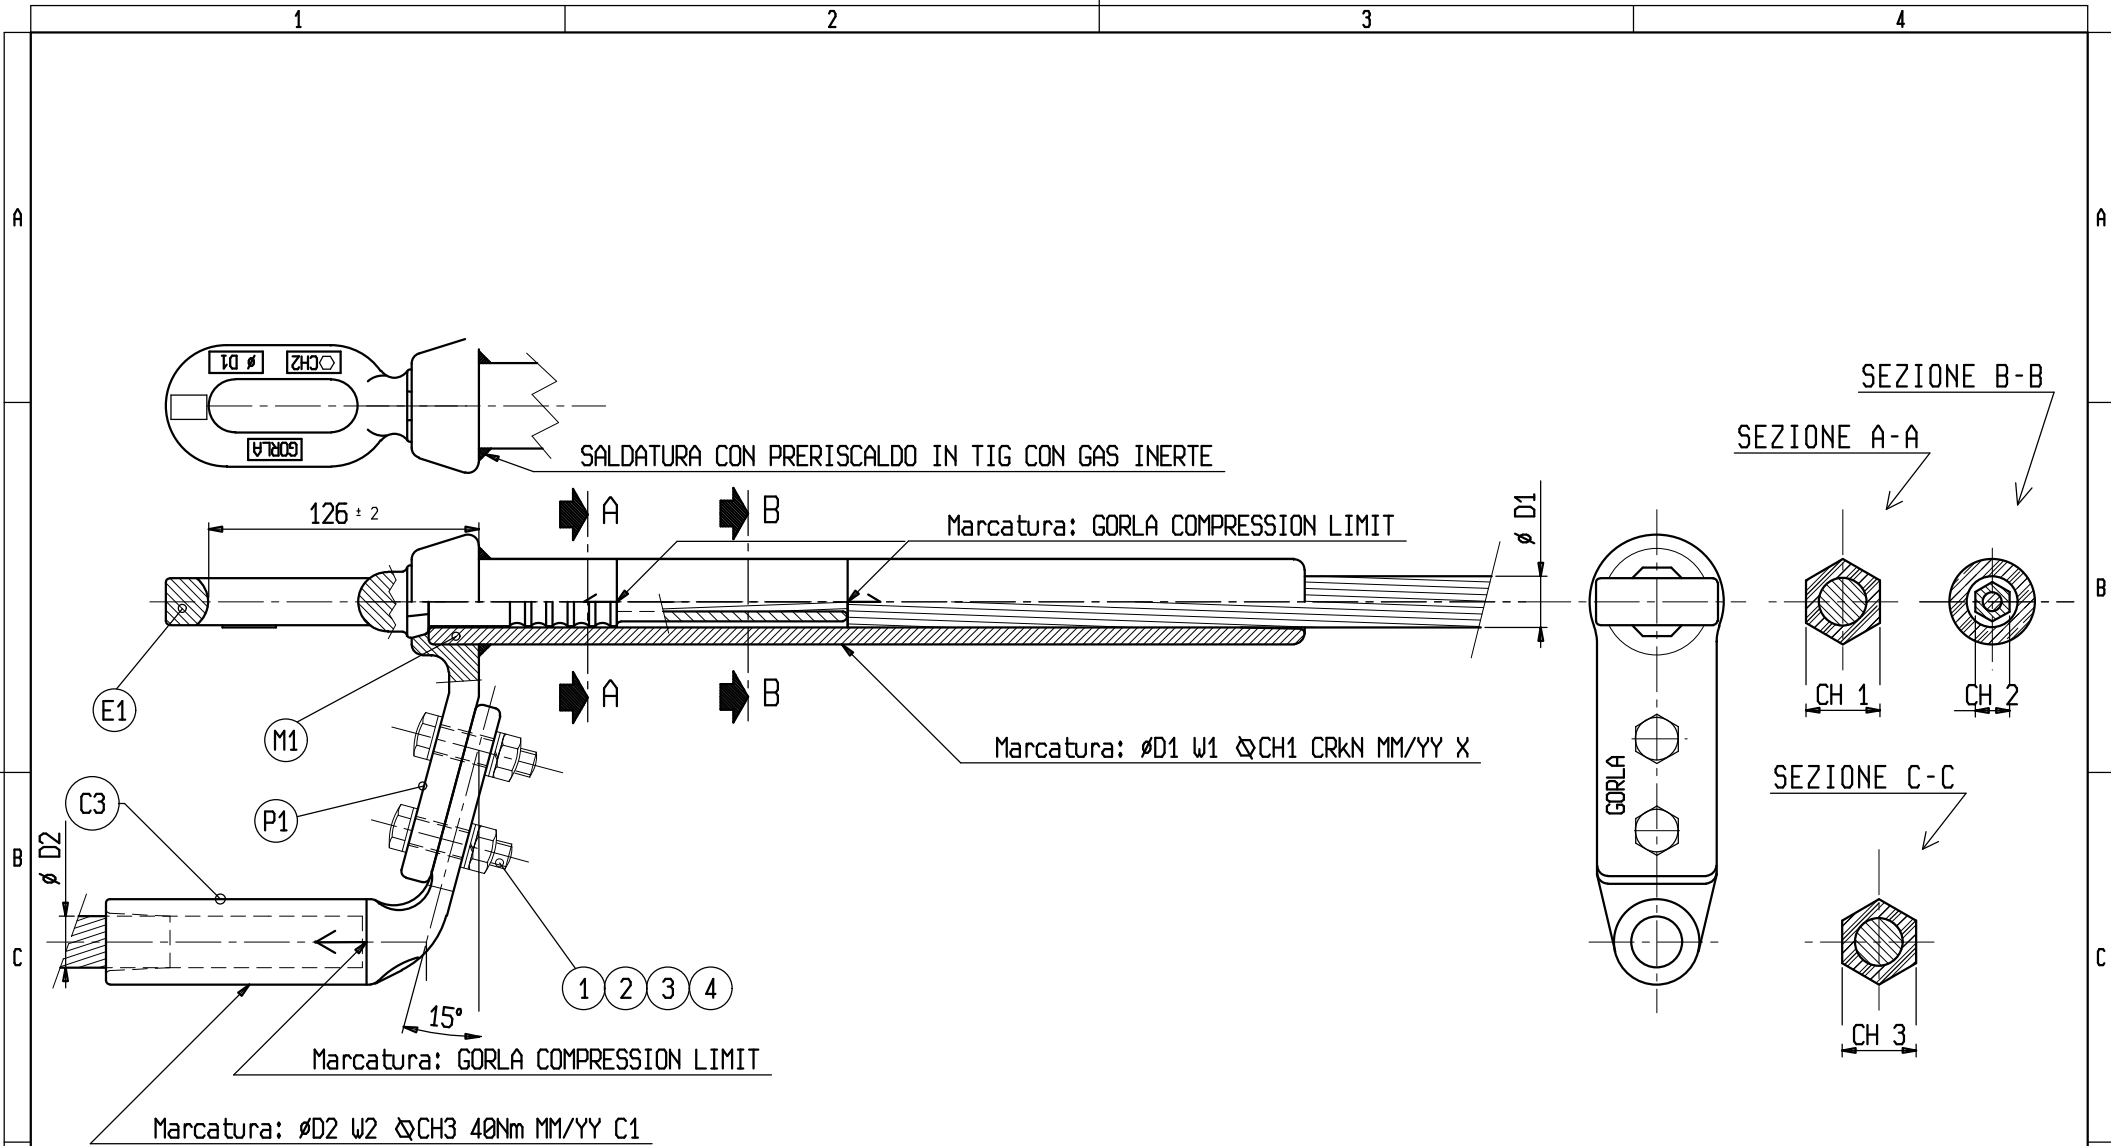 1 2 3 4
A A
SEZIONE B-B
ø D1 ⬡CH2
SEZIONE A-A
GORLA
SALDATURA CON PRERISCALDO IN TIG CON GAS INERTE
126 ± 2
A B
Marcatura: GORLA COMPRESSION LIMIT
ø D1
B
E1
A B
CH 1 CH 2
M1
Marcatura: øD1 W1 ⌭CH1 CRkN MM/YY X
SEZIONE C-C
GORLA
C3
P1
B
ø D2
C C
1 2 3 4
15°
CH 3
Marcatura: GORLA COMPRESSION LIMIT
Marcatura: øD2 W2 ⌭CH3 40Nm MM/YY C1